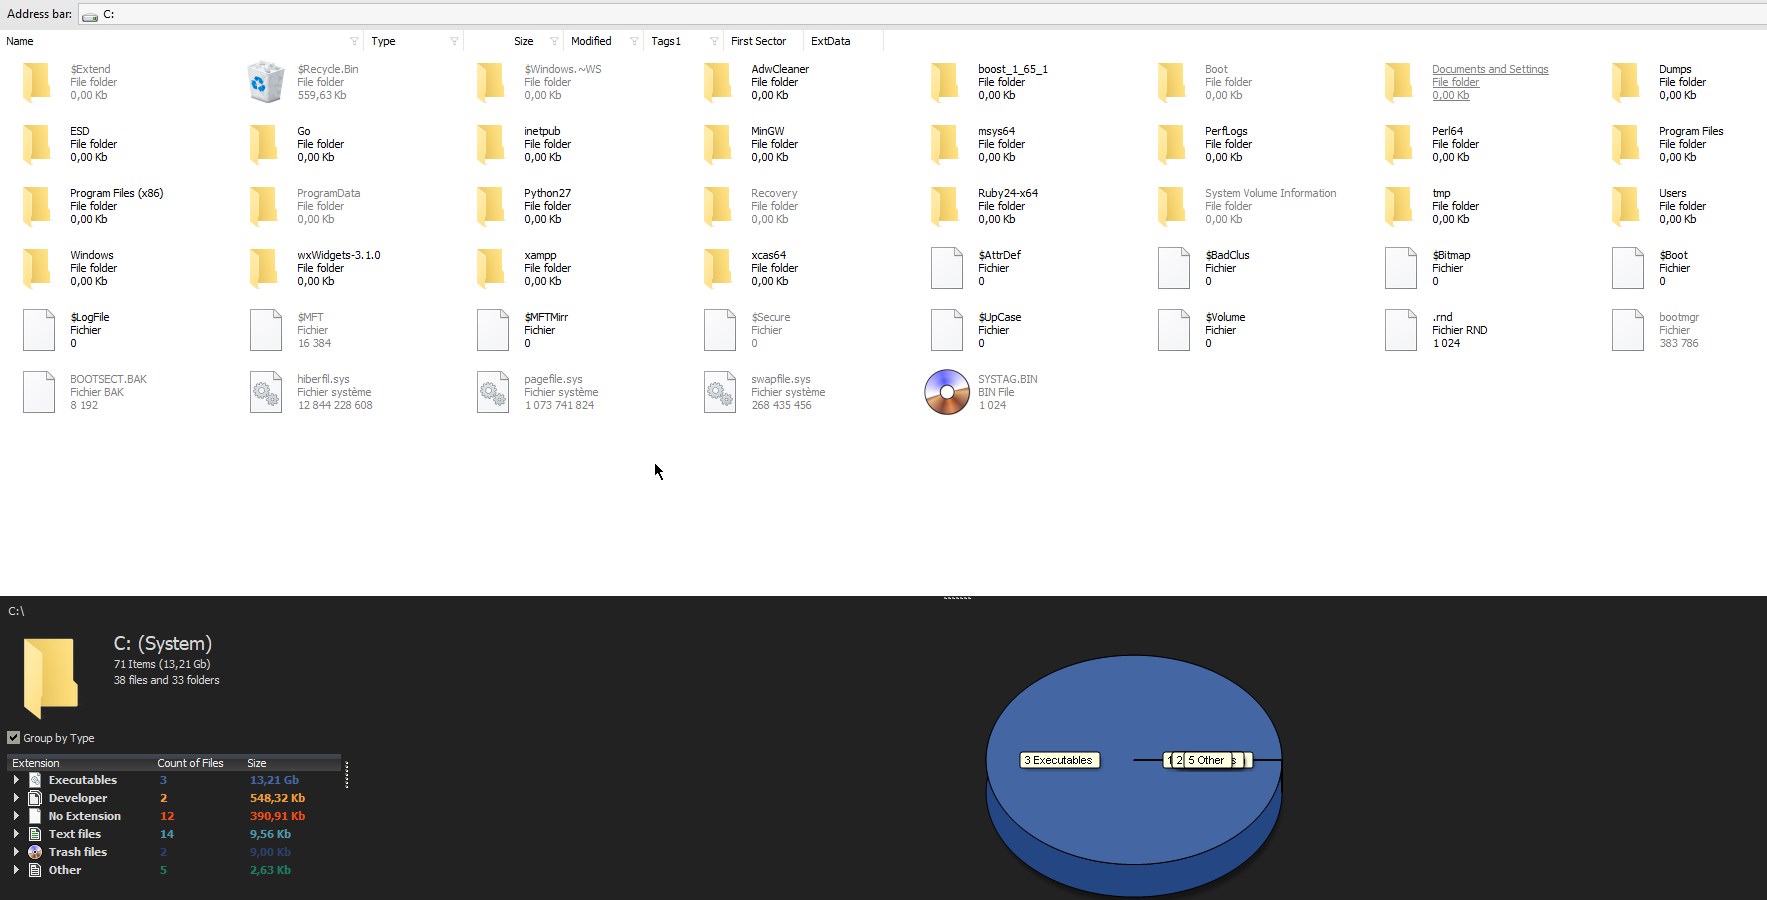 Address bar: C:
Name Type Size Modified Tags1 First Sector ExtData
$Extend
File folder
0,00 Kb
$Recycle.Bin
File folder
559,63 Kb
$Windows.~WS
File folder
0,00 Kb
AdwCleaner
File folder
0,00 Kb
boost_1_65_1
File folder
0,00 Kb
Boot
File folder
0,00 Kb
Documents and Settings
File folder
0,00 Kb
Dumps
File folder
0,00 Kb
ESD
File folder
0,00 Kb
Go
File folder
0,00 Kb
inetpub
File folder
0,00 Kb
MinGW
File folder
0,00 Kb
msys64
File folder
0,00 Kb
PerfLogs
File folder
0,00 Kb
Perl64
File folder
0,00 Kb
Program Files
File folder
0,00 Kb
Program Files (x86)
File folder
0,00 Kb
ProgramData
File folder
0,00 Kb
Python27
File folder
0,00 Kb
Recovery
File folder
0,00 Kb
Ruby24-x64
File folder
0,00 Kb
System Volume Information
File folder
0,00 Kb
tmp
File folder
0,00 Kb
Users
File folder
0,00 Kb
Windows
File folder
0,00 Kb
wxWidgets-3.1.0
File folder
0,00 Kb
xampp
File folder
0,00 Kb
xcas64
File folder
0,00 Kb
$AttrDef
Fichier
0
$BadClus
Fichier
0
$Bitmap
Fichier
0
$Boot
Fichier
0
$LogFile
Fichier
0
$MFT
Fichier
16 384
$MFTMirr
Fichier
0
$Secure
Fichier
0
$UpCase
Fichier
0
$Volume
Fichier
0
.rnd
Fichier RND
1 024
bootmgr
Fichier
383 786
BOOTSECT.BAK
Fichier BAK
8 192
hiberfil.sys
Fichier système
12 844 228 608
pagefile.sys
Fichier système
1 073 741 824
swapfile.sys
Fichier système
268 435 456
SYSTAG.BIN
BIN File
1 024
C:\
C: (System)
71 Items (13,21 Gb)
38 files and 33 folders
Group by Type
Extension Count of Files Size
Executables 3 13,21 Gb
Developer 2 548,32 Kb
No Extension 12 390,91 Kb
Text files 14 9,56 Kb
Trash files 2 9,00 Kb
Other 5 2,63 Kb
3 Executables
5 Other